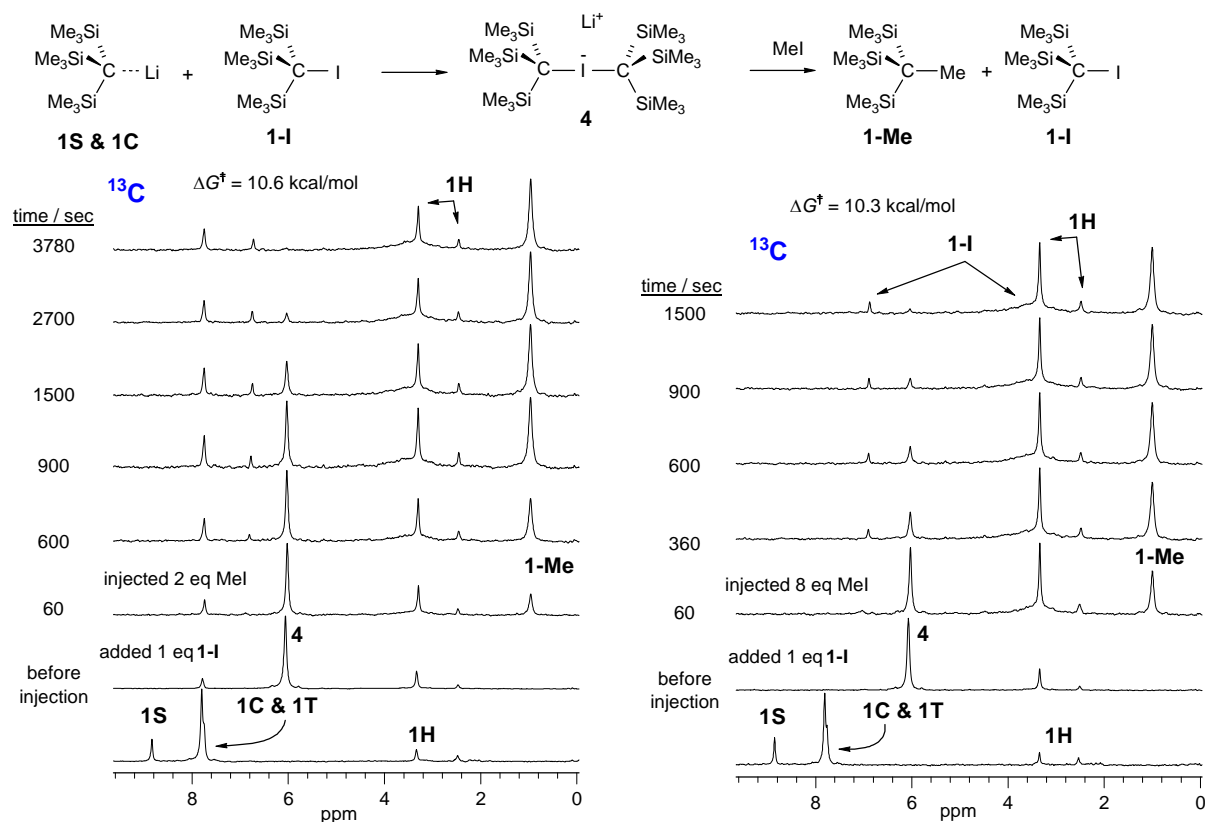 Me3Si
Me3Si
C
Li
Me3Si
1S & 1C
+
Me3Si
Me3Si
C
I
Me3Si
1-I
Li+
Me3Si
Me3Si
C
-
I
C
Me3Si
SiMe3
SiMe3
SiMe3
4
MeI
Me3Si
Me3Si
C
Me
Me3Si
1-Me
+
Me3Si
Me3Si
C
I
Me3Si
1-I
13C
ΔG‡ = 10.6 kcal/mol
1H
time / sec
3780
2700
1500
900
600
1-Me
injected 2 eq MeI
60
4
added 1 eq 1-I
before
injection
1S
1C & 1T
1H
8 6 4 2 0
ppm
ΔG‡ = 10.3 kcal/mol
13C
1-I
1H
time / sec
1500
900
600
360
1-Me
injected 8 eq MeI
60
4
added 1 eq 1-I
before
injection
1S
1C & 1T
1H
8 6 4 2 0
ppm